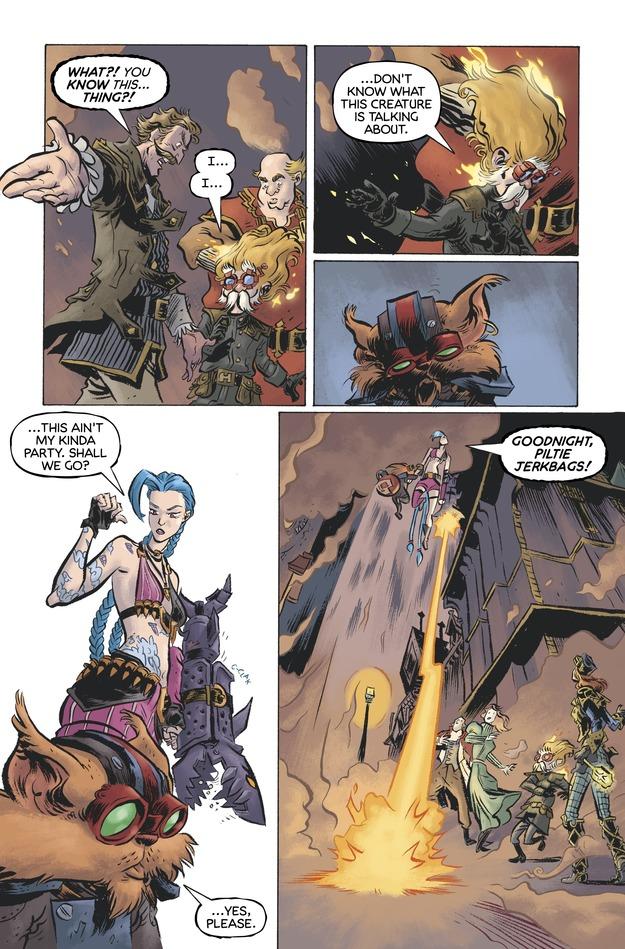 WHAT?! YOU
KNOW THIS...
THING?!
I...
I...
...DON'T
KNOW WHAT
THIS CREATURE
IS TALKING
ABOUT.
...THIS AIN'T
MY KINDA
PARTY. SHALL
WE GO?
C-CLAK
...YES,
PLEASE.
GOODNIGHT,
PILTIE
JERKBAGS!